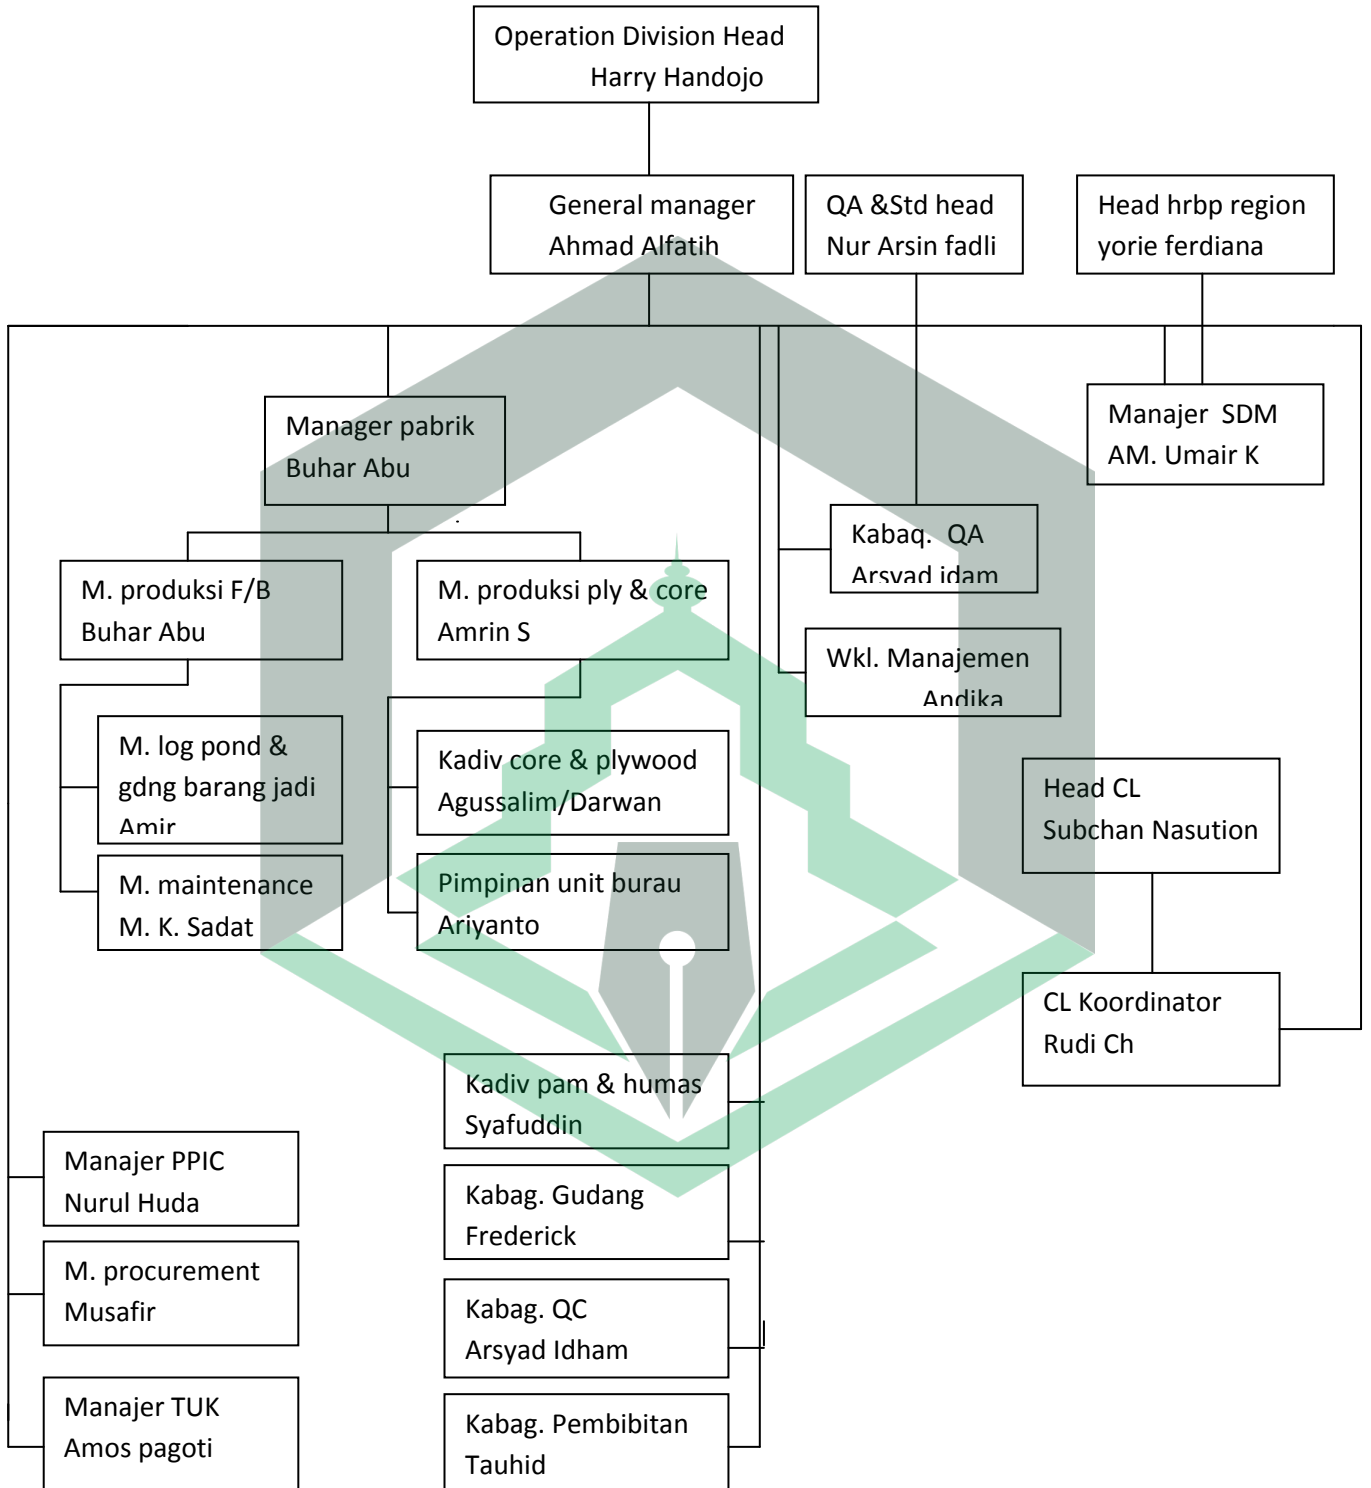 Operation Division Head
Harry Handojo
General manager
Ahmad Alfatih
QA &Std head
Nur Arsin fadli
Head hrbp region
yorie ferdiana
Manager pabrik
Buhar Abu
Manajer SDM
AM. Umair K
Kabaq. QA
Arsyad idam
M. produksi F/B
Buhar Abu
M. produksi ply & core
Amrin S
Wkl. Manajemen
Andika
M. log pond &
gdng barang jadi
Amir
Kadiv core & plywood
Agussalim/Darwan
Head CL
Subchan Nasution
M. maintenance
M. K. Sadat
Pimpinan unit burau
Ariyanto
CL Koordinator
Rudi Ch
Kadiv pam & humas
Syafuddin
Manajer PPIC
Nurul Huda
Kabag. Gudang
Frederick
M. procurement
Musafir
Kabag. QC
Arsyad Idham
Manajer TUK
Amos pagoti
Kabag. Pembibitan
Tauhid